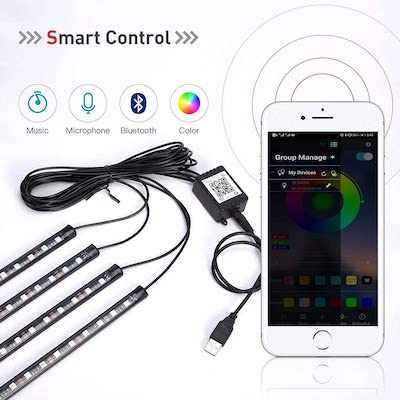 Smart Control
Music
Microphone
Bluetooth
Color
Group Manage +
My Devices